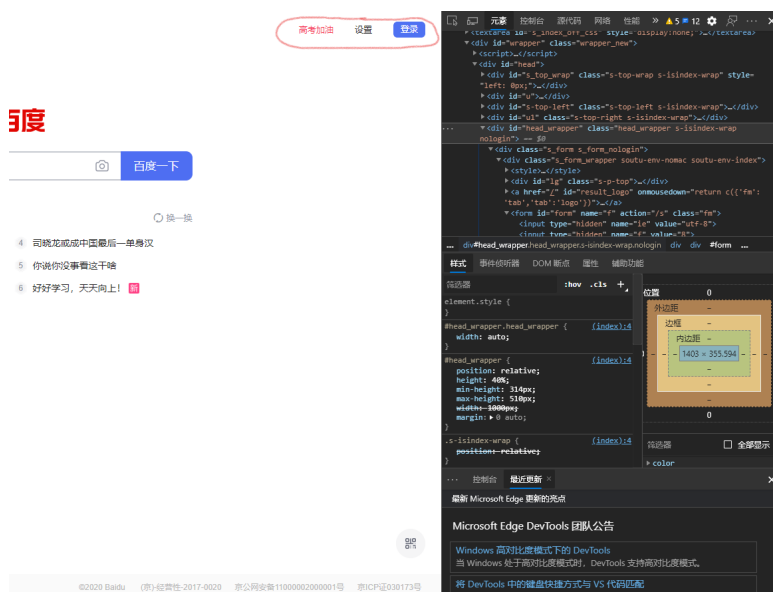 高考加油 设置 登录
百度
百度一下
换一换
4 司晓龙或成中国最后一单身汉
5 你说你没事看这干啥
6 好好学习，天天向上！ 新
©2020 Baidu (京)-经营性-2017-0020 京公网安备11000002000001号 京ICP证030173号
元素 控制台 源代码 网络 性能 » 5 12 ⋯ ×
<textarea id="s_index_off_css" style="display:none;">…</textarea>
▼<div id="wrapper" class="wrapper_new">
▶<script>…</script>
▼<div id="head">
▶<div id="s_top_wrap" class="s-top-wrap s-isindex-wrap" style=
"left: 0px;">…</div>
▶<div id="u">…</div>
▶<div id="s-top-left" class="s-top-left s-isindex-wrap">…</div>
▶<div id="u1" class="s-top-right s-isindex-wrap">…</div>
▼<div id="head_wrapper" class="head_wrapper s-isindex-wrap
nologin"> == $0
▼<div class="s_form s_form_nologin">
▼<div class="s_form_wrapper soutu-env-nomac soutu-env-index">
▶<style>…</style>
▶<div id="lg" class="s-p-top">…</div>
▶<a href="/" id="result_logo" onmousedown="return c({'fm':
'tab','tab':'logo'})">…</a>
▼<form id="form" name="f" action="/s" class="fm">
<input type="hidden" name="ie" value="utf-8">
<input type="hidden" name="f" value="8">
... div#head_wrapper.head_wrapper.s-isindex-wrap.nologin div div #form ...
样式 事件侦听器 DOM 断点 属性 辅助功能
筛选器 :hov .cls +
element.style {
}
#head_wrapper.head_wrapper { (index):4
width: auto;
}
#head_wrapper { (index):4
position: relative;
height: 40%;
min-height: 314px;
max-height: 510px;
width: 1000px;
margin: ▶ 0 auto;
}
.s-isindex-wrap { (index):4
position: relative;
}
位置 0
外边距 –
边框 –
内边距 –
– – – 1403 × 355.594 – – –
–
–
–
0
筛选器 全部显示
▶ color
⋯ 控制台 最近更新 × ×
最新 Microsoft Edge 更新的亮点
Microsoft Edge DevTools 团队公告
Windows 高对比度模式下的 DevTools
当 Windows 处于高对比度模式时，DevTools 支持高对比度模式。
将 DevTools 中的键盘快捷方式与 VS 代码匹配